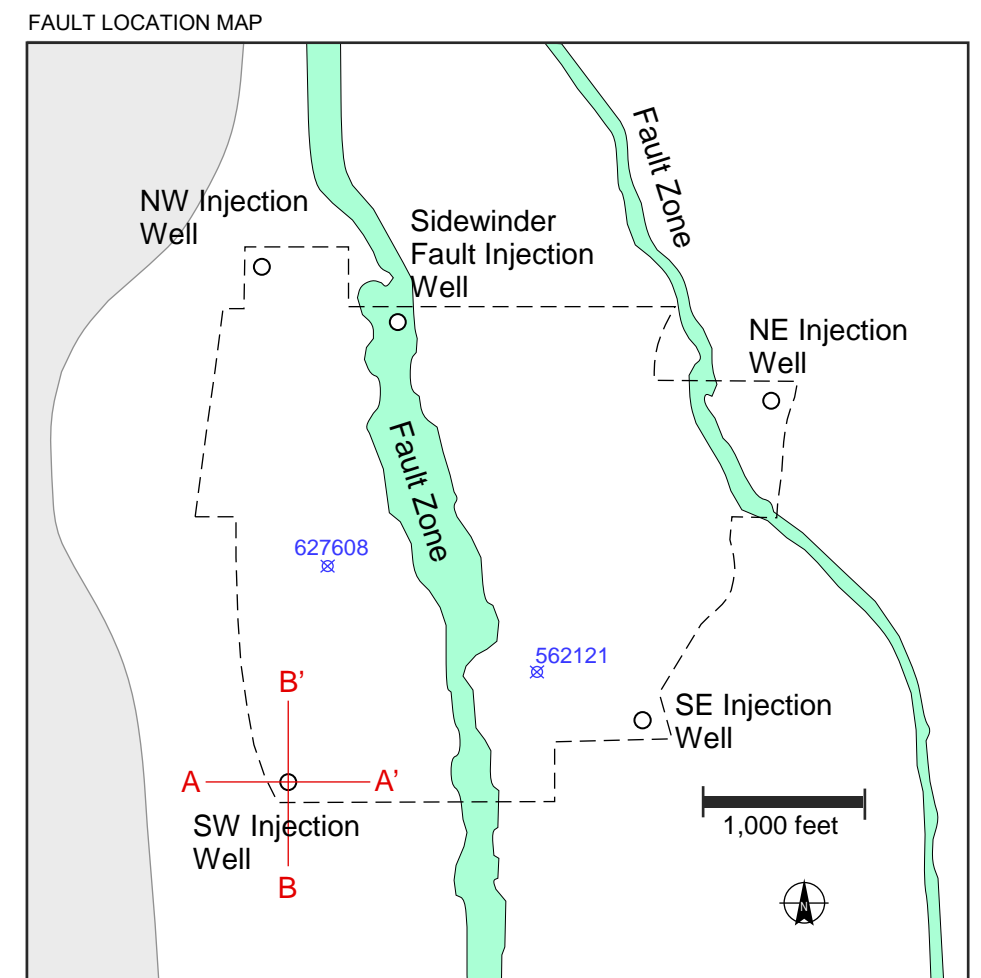 FAULT LOCATION MAP
Fault Zone
NW Injection
Well
Sidewinder
Fault Injection
Well
NE Injection
Well
Fault Zone
627608
562121
B’
SE Injection
Well
A
A’
SW Injection
Well
1,000 feet
B
N